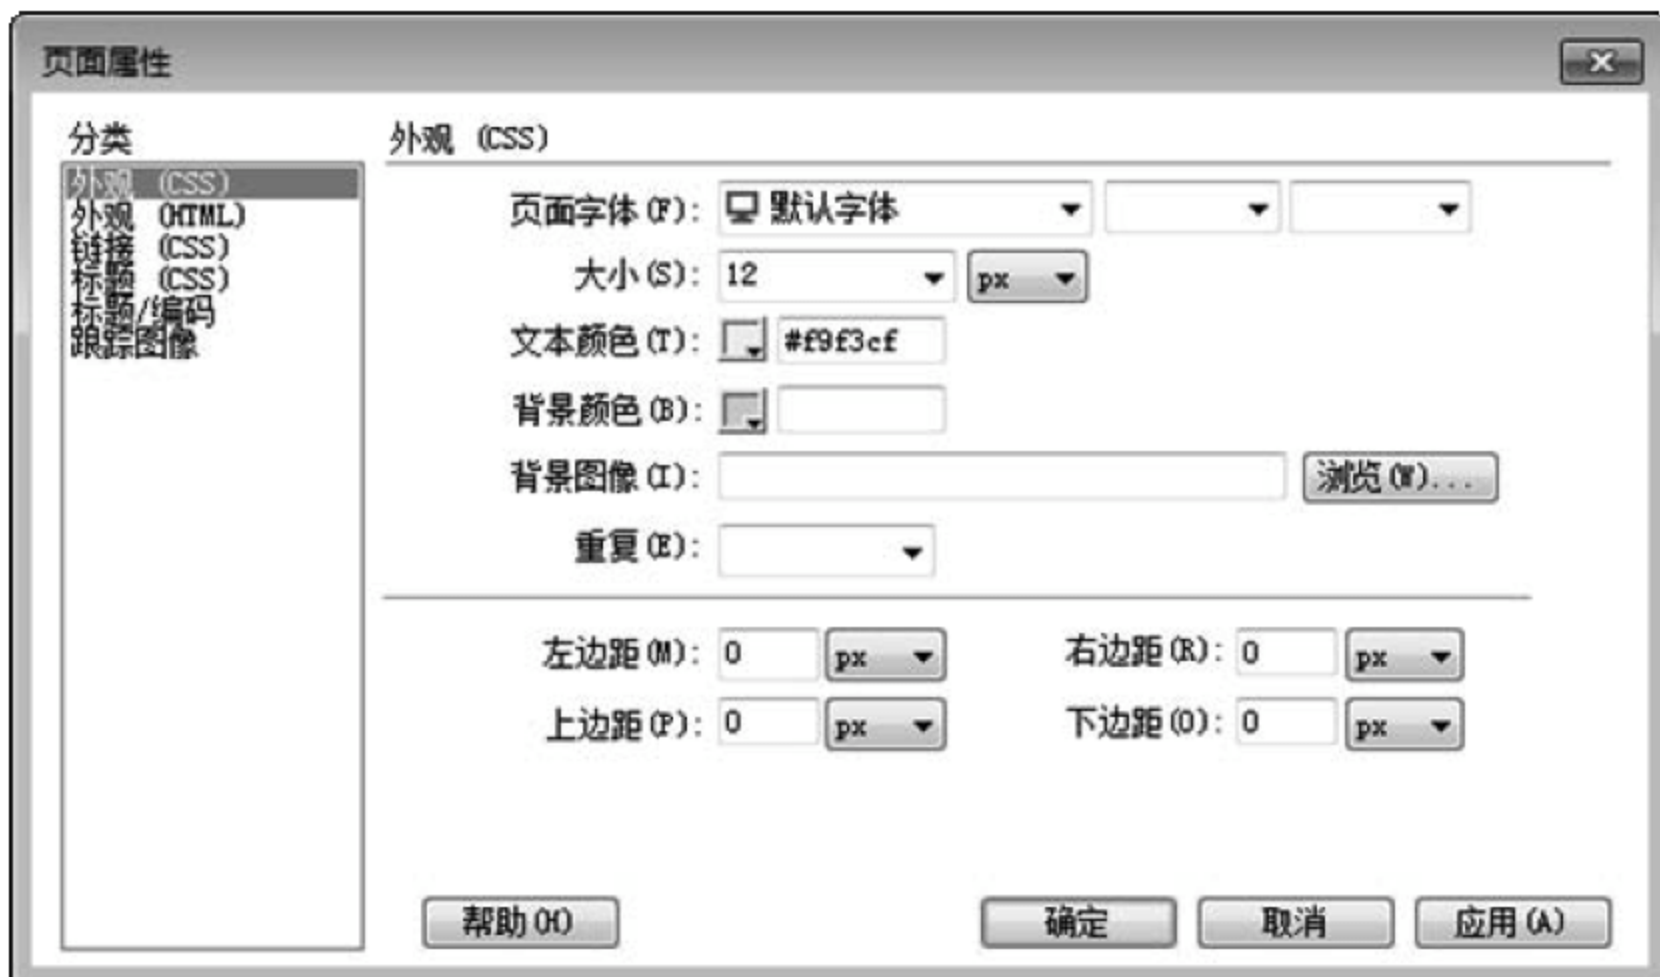 页面属性
分类
外观 (CSS)
外观 (HTML)
链接 (CSS)
标题 (CSS)
标题/编码
跟踪图像
外观 (CSS)
页面字体(F): 默认字体
大小(S): 12 px
文本颜色(T): #f9f3cf
背景颜色(B):
背景图像(I): 浏览(W)...
重复(E):
左边距(M): 0 px 右边距(R): 0 px
上边距(P): 0 px 下边距(O): 0 px
帮助(H) 确定 取消 应用(A)